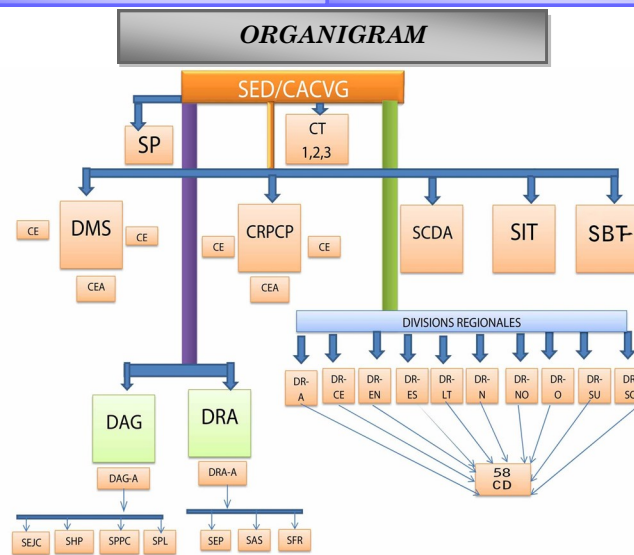 ORGANIGRAM
SED/CACVG
SP
CT
1,2,3
DMS
CE
CE
CEA
CRPCP
CE
CE
CEA
SCDA
SIT
SBT
DIVISIONS REGIONALES
DR-
A
DR-
CE
DR-
EN
DR-
ES
DR-
LT
DR-
N
DR-
NO
DR-
O
DR-
SU
58
CD
DAG
DRA
DAG-A
DRA-A
SEJC
SHP
SPPC
SPL
SEP
SAS
SFR